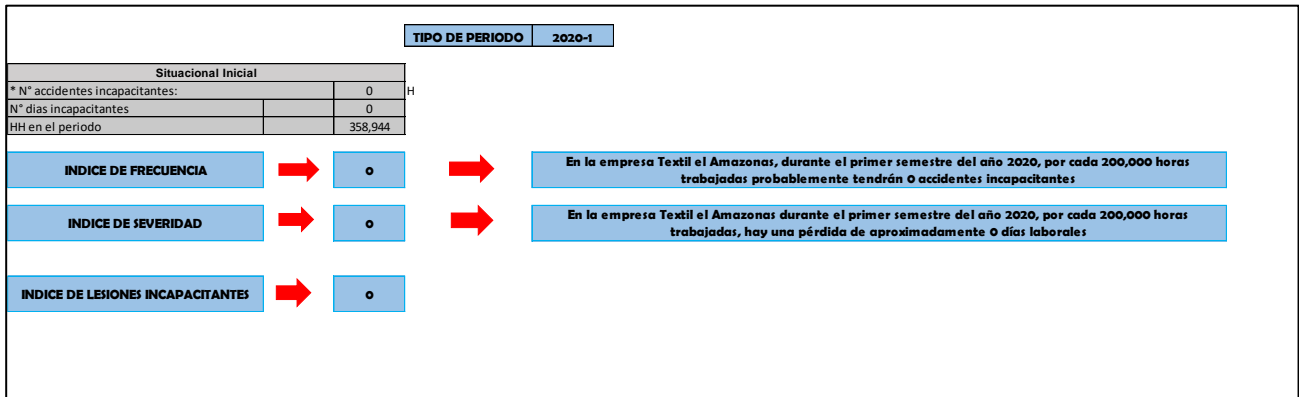 TIPO DE PERIODO 2020-1
Situacional Inicial
* N° accidentes incapacitantes: 0 H
N° dias incapacitantes 0
HH en el periodo 358,944
INDICE DE FRECUENCIA 0 En la empresa Textil el Amazonas, durante el primer semestre del año 2020, por cada 200,000 horas
trabajadas probablemente tendrán 0 accidentes incapacitantes
INDICE DE SEVERIDAD 0 En la empresa Textil el Amazonas durante el primer semestre del año 2020, por cada 200,000 horas
trabajadas, hay una pérdida de aproximadamente 0 días laborales
INDICE DE LESIONES INCAPACITANTES 0